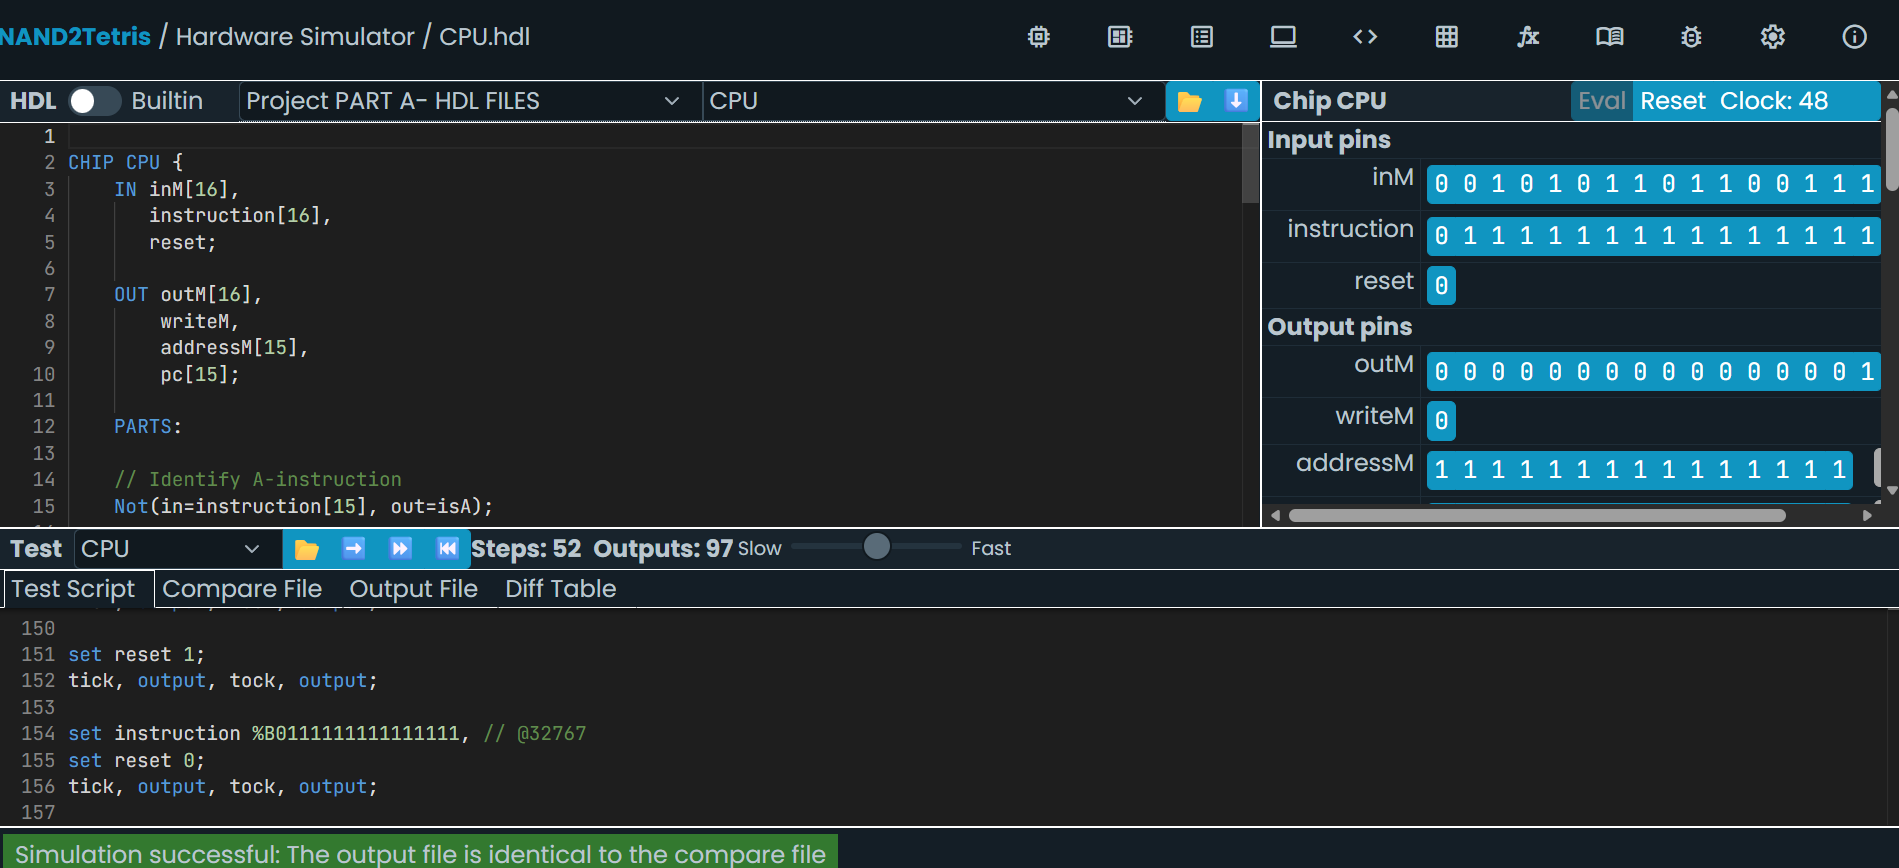 NAND2Tetris / Hardware Simulator / CPU.hdl
HDL Builtin Project PART A- HDL FILES CPU
1
2 CHIP CPU {
3 IN inM[16],
4 instruction[16],
5 reset;
6
7 OUT outM[16],
8 writeM,
9 addressM[15],
10 pc[15];
11
12 PARTS:
13
14 // Identify A-instruction
15 Not(in=instruction[15], out=isA);
Chip CPU Eval Reset Clock: 48
Input pins
inM 0 0 1 0 1 0 1 1 0 1 1 0 0 1 1 1
instruction 0 1 1 1 1 1 1 1 1 1 1 1 1 1 1 1
reset 0
Output pins
outM 0 0 0 0 0 0 0 0 0 0 0 0 0 0 0 1
writeM 0
addressM 1 1 1 1 1 1 1 1 1 1 1 1 1 1 1
Test CPU Steps: 52 Outputs: 97 Slow Fast
Test Script Compare File Output File Diff Table
150
151 set reset 1;
152 tick, output, tock, output;
153
154 set instruction %B0111111111111111, // @32767
155 set reset 0;
156 tick, output, tock, output;
157
Simulation successful: The output file is identical to the compare file